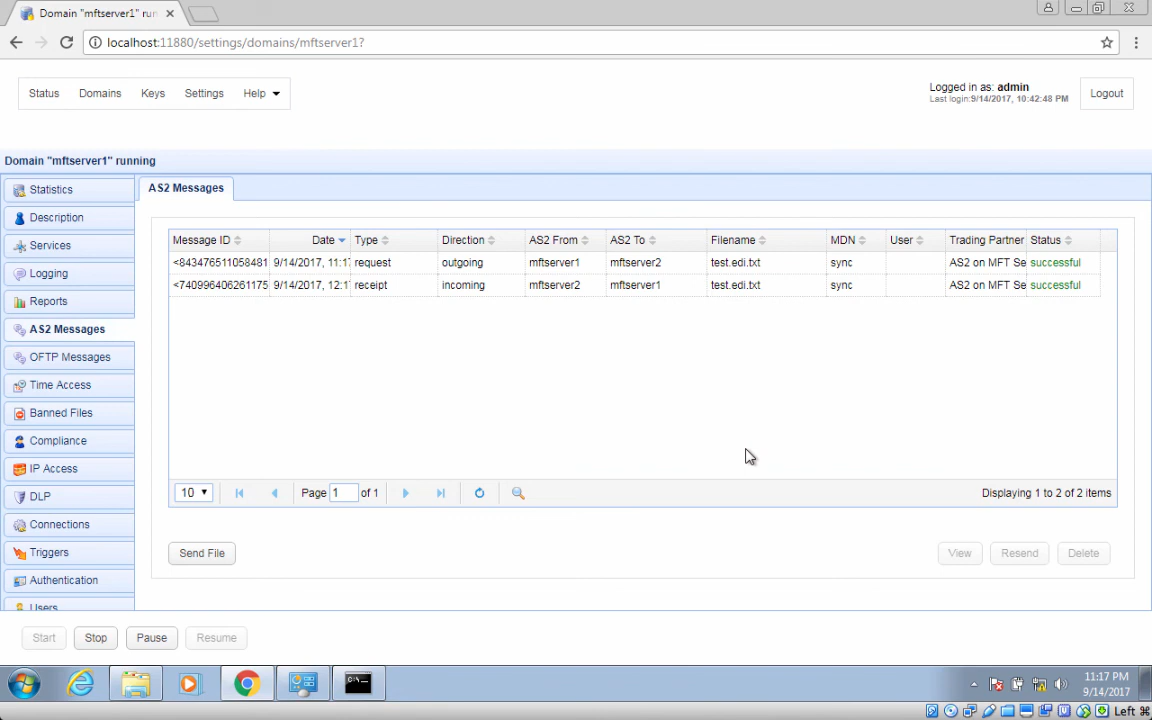 Domain "mftserver1" run
localhost:11880/settings/domains/mftserver1?
Status Domains Keys Settings Help
Logged in as: admin
Last login:9/14/2017, 10:42:48 PM
Logout
Domain "mftserver1" running
Statistics
Description
Services
Logging
Reports
AS2 Messages
OFTP Messages
Time Access
Banned Files
Compliance
IP Access
DLP
Connections
Triggers
Authentication
Users
AS2 Messages
Message ID Date Type Direction AS2 From AS2 To Filename MDN User Trading Partner Status
<843476511058481 9/14/2017, 11:1 request outgoing mftserver1 mftserver2 test.edi.txt sync AS2 on MFT Se successful
<740996406261175 9/14/2017, 12:1 receipt incoming mftserver2 mftserver1 test.edi.txt sync AS2 on MFT Se successful
10 Page 1 of 1 Displaying 1 to 2 of 2 items
Send File View Resend Delete
Start Stop Pause Resume
11:17 PM
9/14/2017
Left ⌘